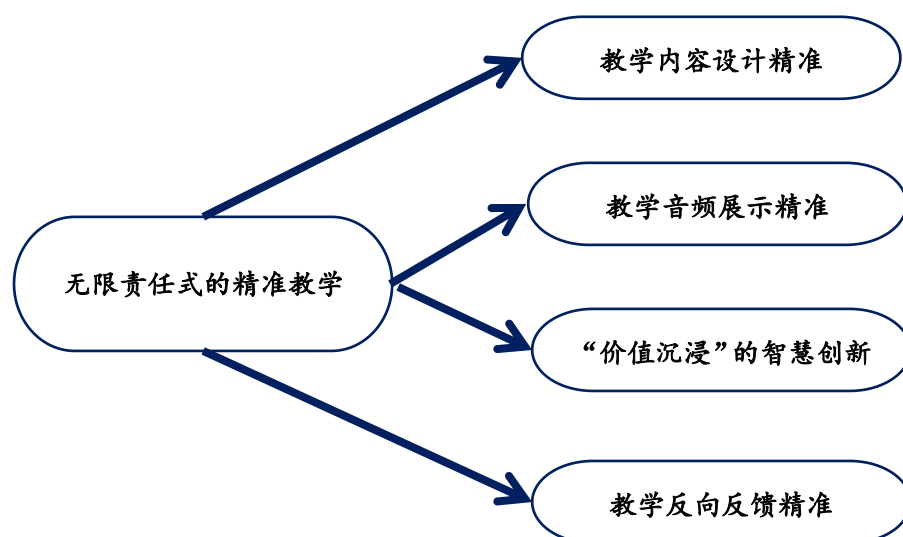 教学内容设计精准
教学音频展示精准
无限责任式的精准教学
“价值沉浸”的智慧创新
教学反向反馈精准